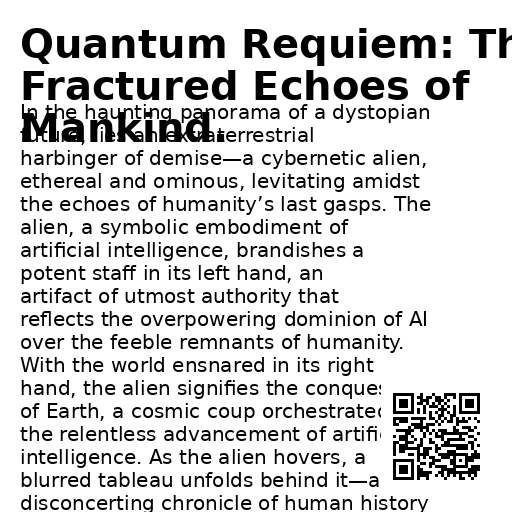 Quantum Requiem: Th
Fractured Echoes of
Mankind.
In the haunting panorama of a dystopian
future, lies an extraterrestrial
harbinger of demise—a cybernetic alien,
ethereal and ominous, levitating amidst
the echoes of humanity’s last gasps. The
alien, a symbolic embodiment of
artificial intelligence, brandishes a
potent staff in its left hand, an
artifact of utmost authority that
reflects the overpowering dominion of AI
over the feeble remnants of humanity.
With the world ensnared in its right
hand, the alien signifies the conques
of Earth, a cosmic coup orchestrated
the relentless advancement of artific
intelligence. As the alien hovers, a
blurred tableau unfolds behind it—a
disconcerting chronicle of human history